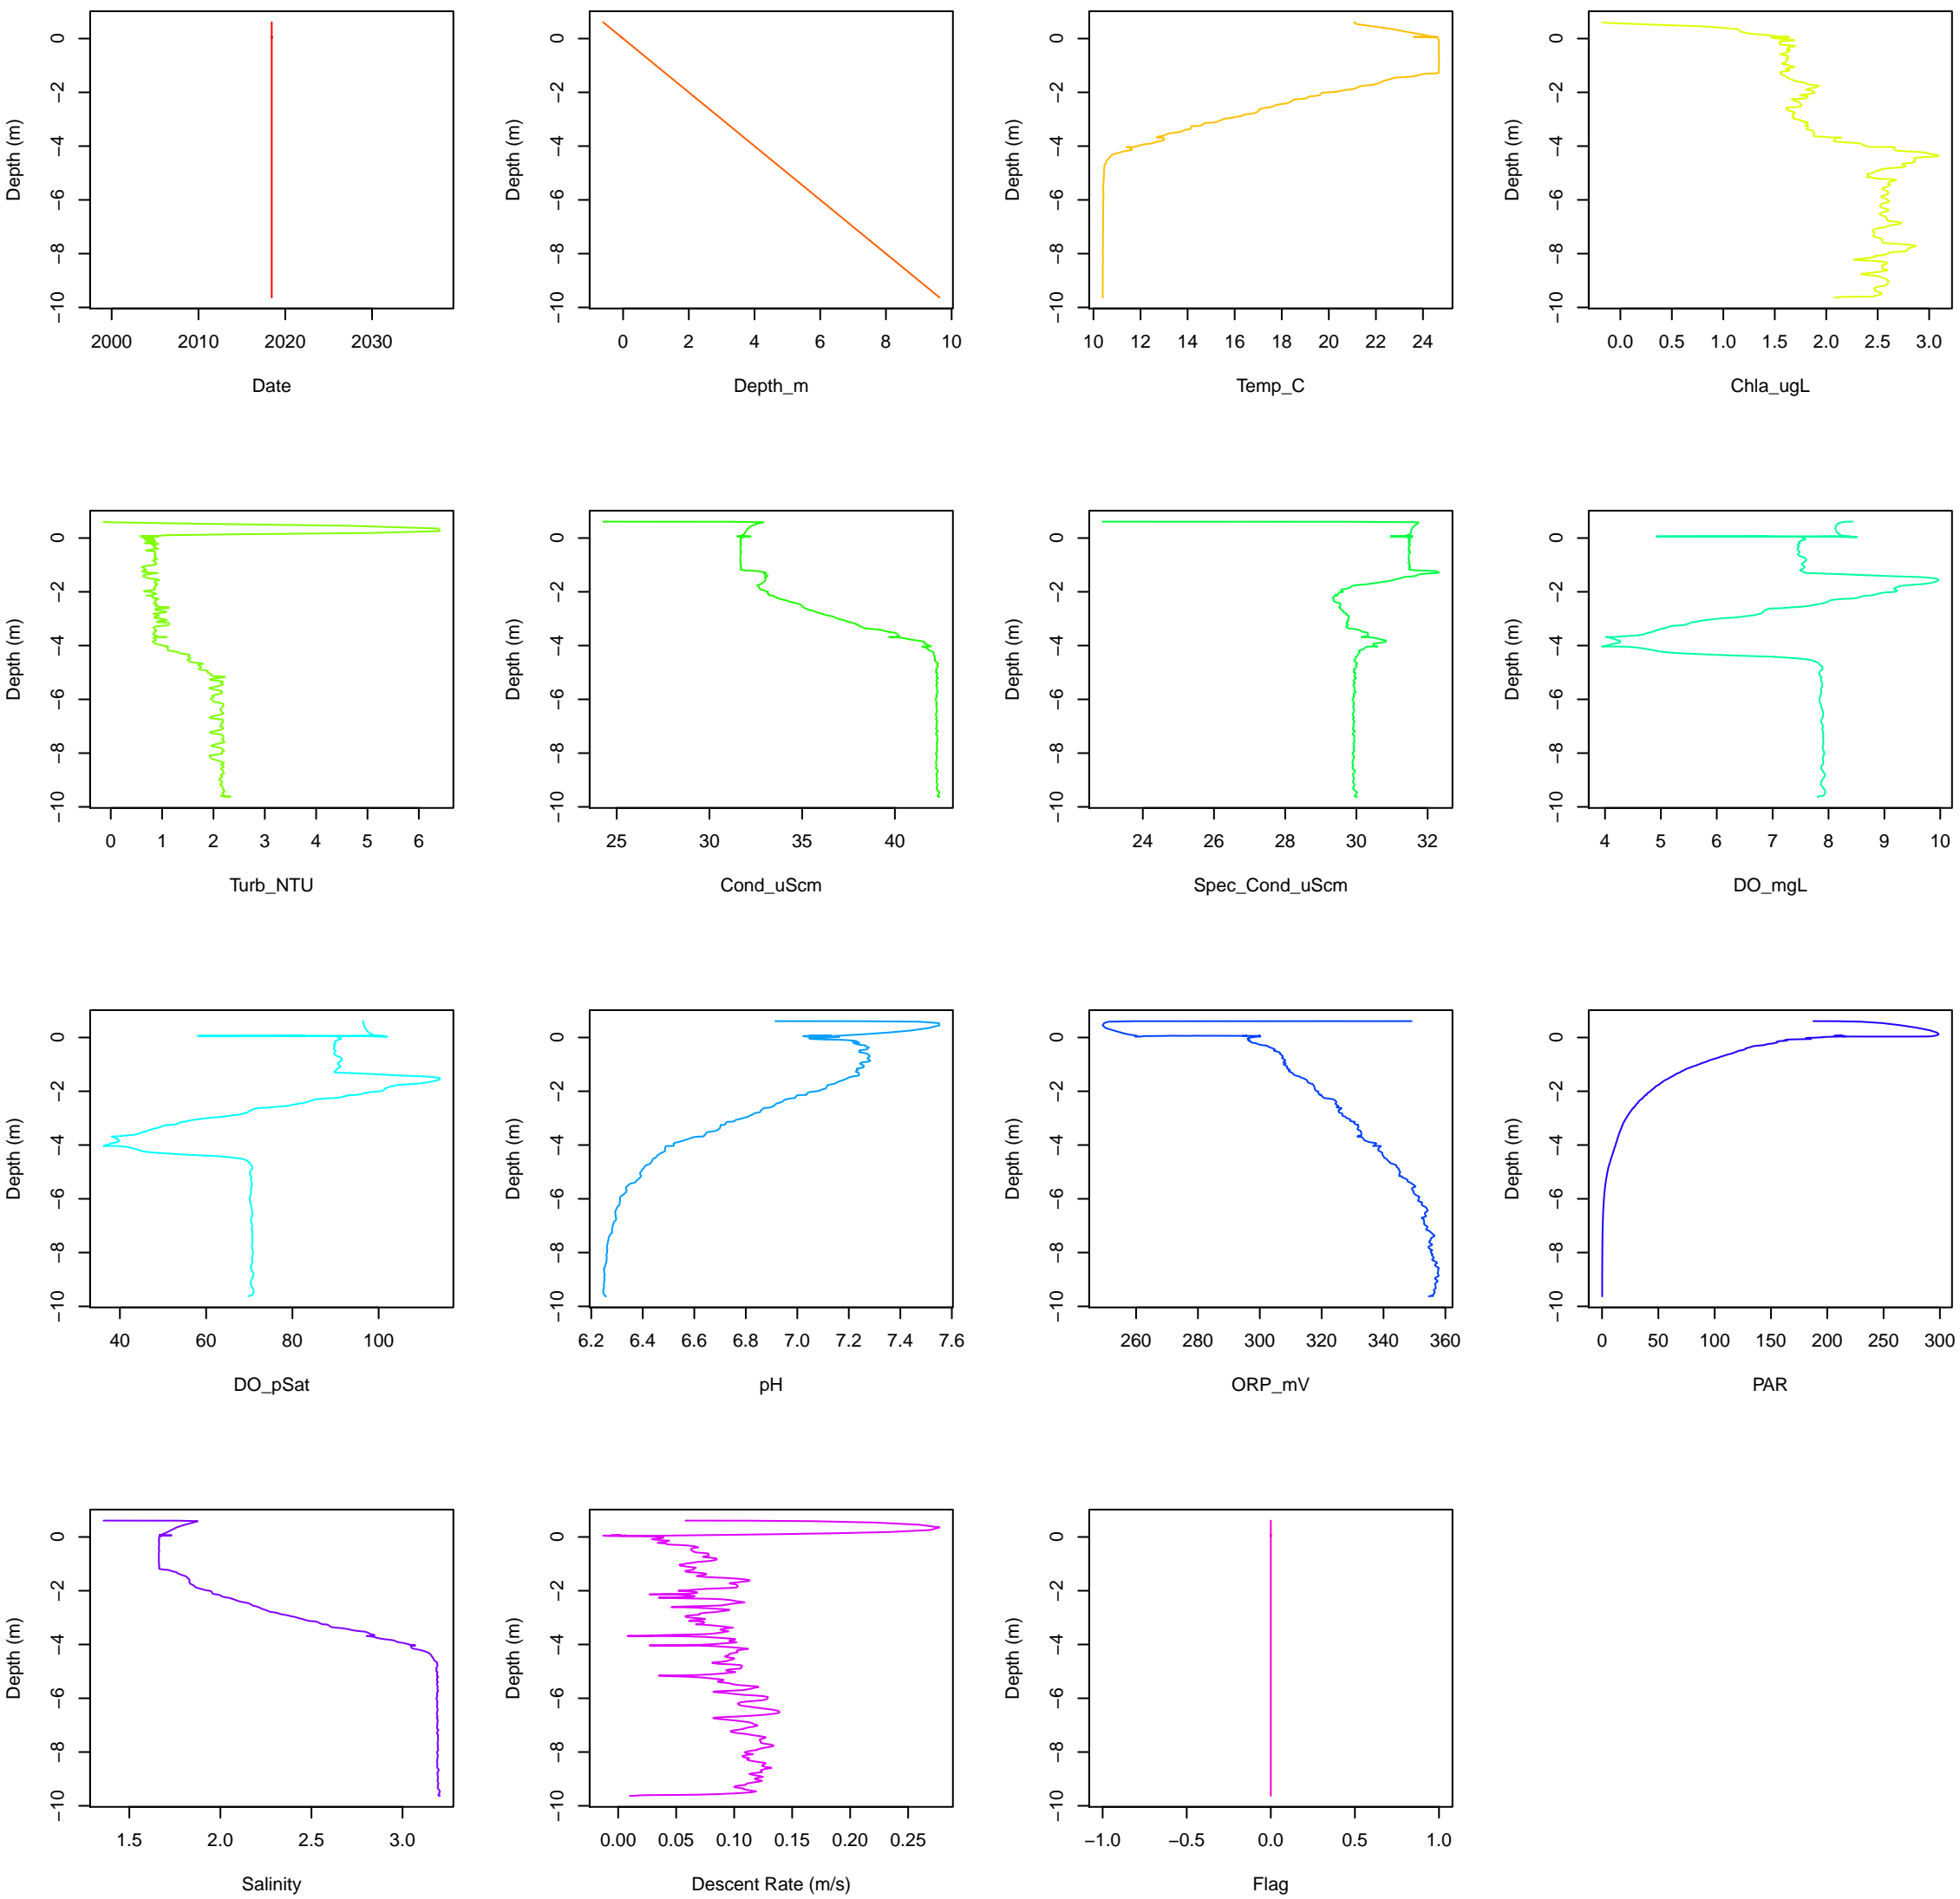 0 −2 −4 −6 −8 −10
Depth (m)
2000 2010 2020 2030
Date
0 −2 −4 −6 −8 −10
Depth (m)
0 2 4 6 8 10
Depth_m
0 −2 −4 −6 −8 −10
Depth (m)
10 12 14 16 18 20 22 24
Temp_C
0 −2 −4 −6 −8 −10
Depth (m)
0.0 0.5 1.0 1.5 2.0 2.5 3.0
Chla_ugL
0 −2 −4 −6 −8 −10
Depth (m)
0 1 2 3 4 5 6
Turb_NTU
0 −2 −4 −6 −8 −10
Depth (m)
25 30 35 40
Cond_uScm
0 −2 −4 −6 −8 −10
Depth (m)
24 26 28 30 32
Spec_Cond_uScm
0 −2 −4 −6 −8 −10
Depth (m)
4 5 6 7 8 9 10
DO_mgL
0 −2 −4 −6 −8 −10
Depth (m)
40 60 80 100
DO_pSat
0 −2 −4 −6 −8 −10
Depth (m)
6.2 6.4 6.6 6.8 7.0 7.2 7.4 7.6
pH
0 −2 −4 −6 −8 −10
Depth (m)
260 280 300 320 340 360
ORP_mV
0 −2 −4 −6 −8 −10
Depth (m)
0 50 100 150 200 250 300
PAR
0 −2 −4 −6 −8 −10
Depth (m)
1.5 2.0 2.5 3.0
Salinity
0 −2 −4 −6 −8 −10
Depth (m)
0.00 0.05 0.10 0.15 0.20 0.25
Descent Rate (m/s)
0 −2 −4 −6 −8 −10
Depth (m)
−1.0 −0.5 0.0 0.5 1.0
Flag